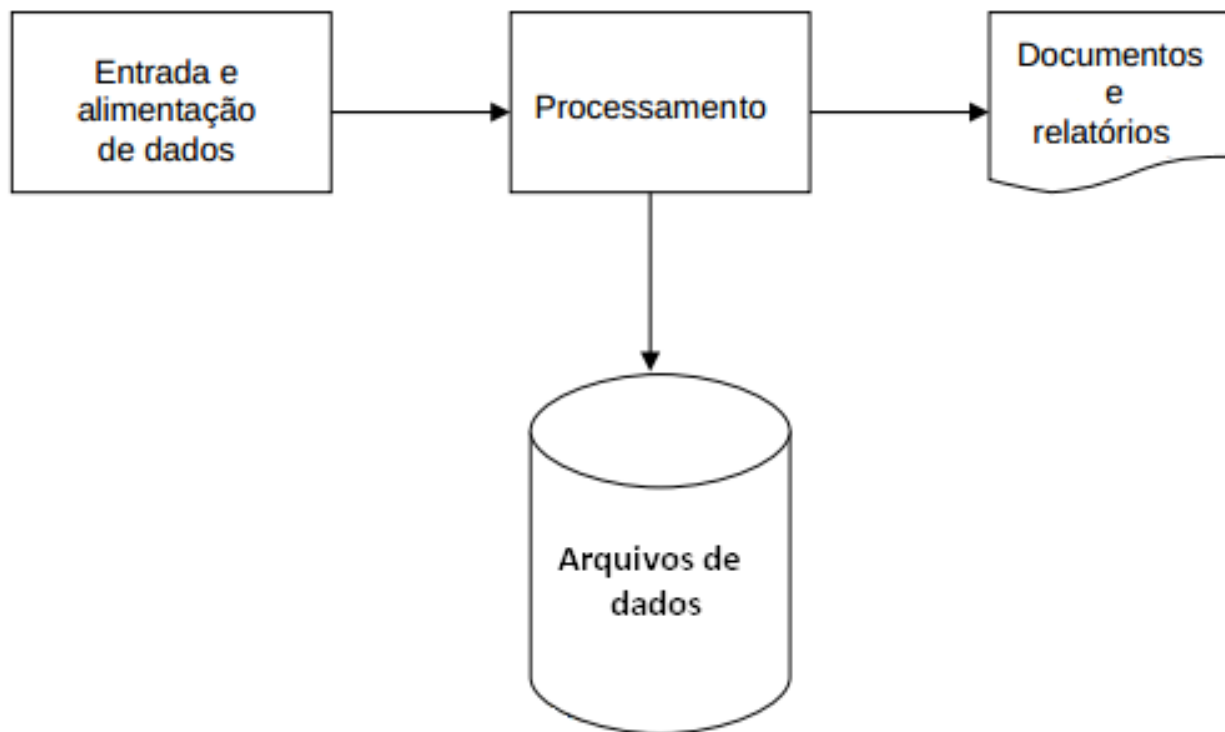 Entrada e
alimentação
de dados
Processamento
Documentos
e
relatórios
Arquivos de
dados